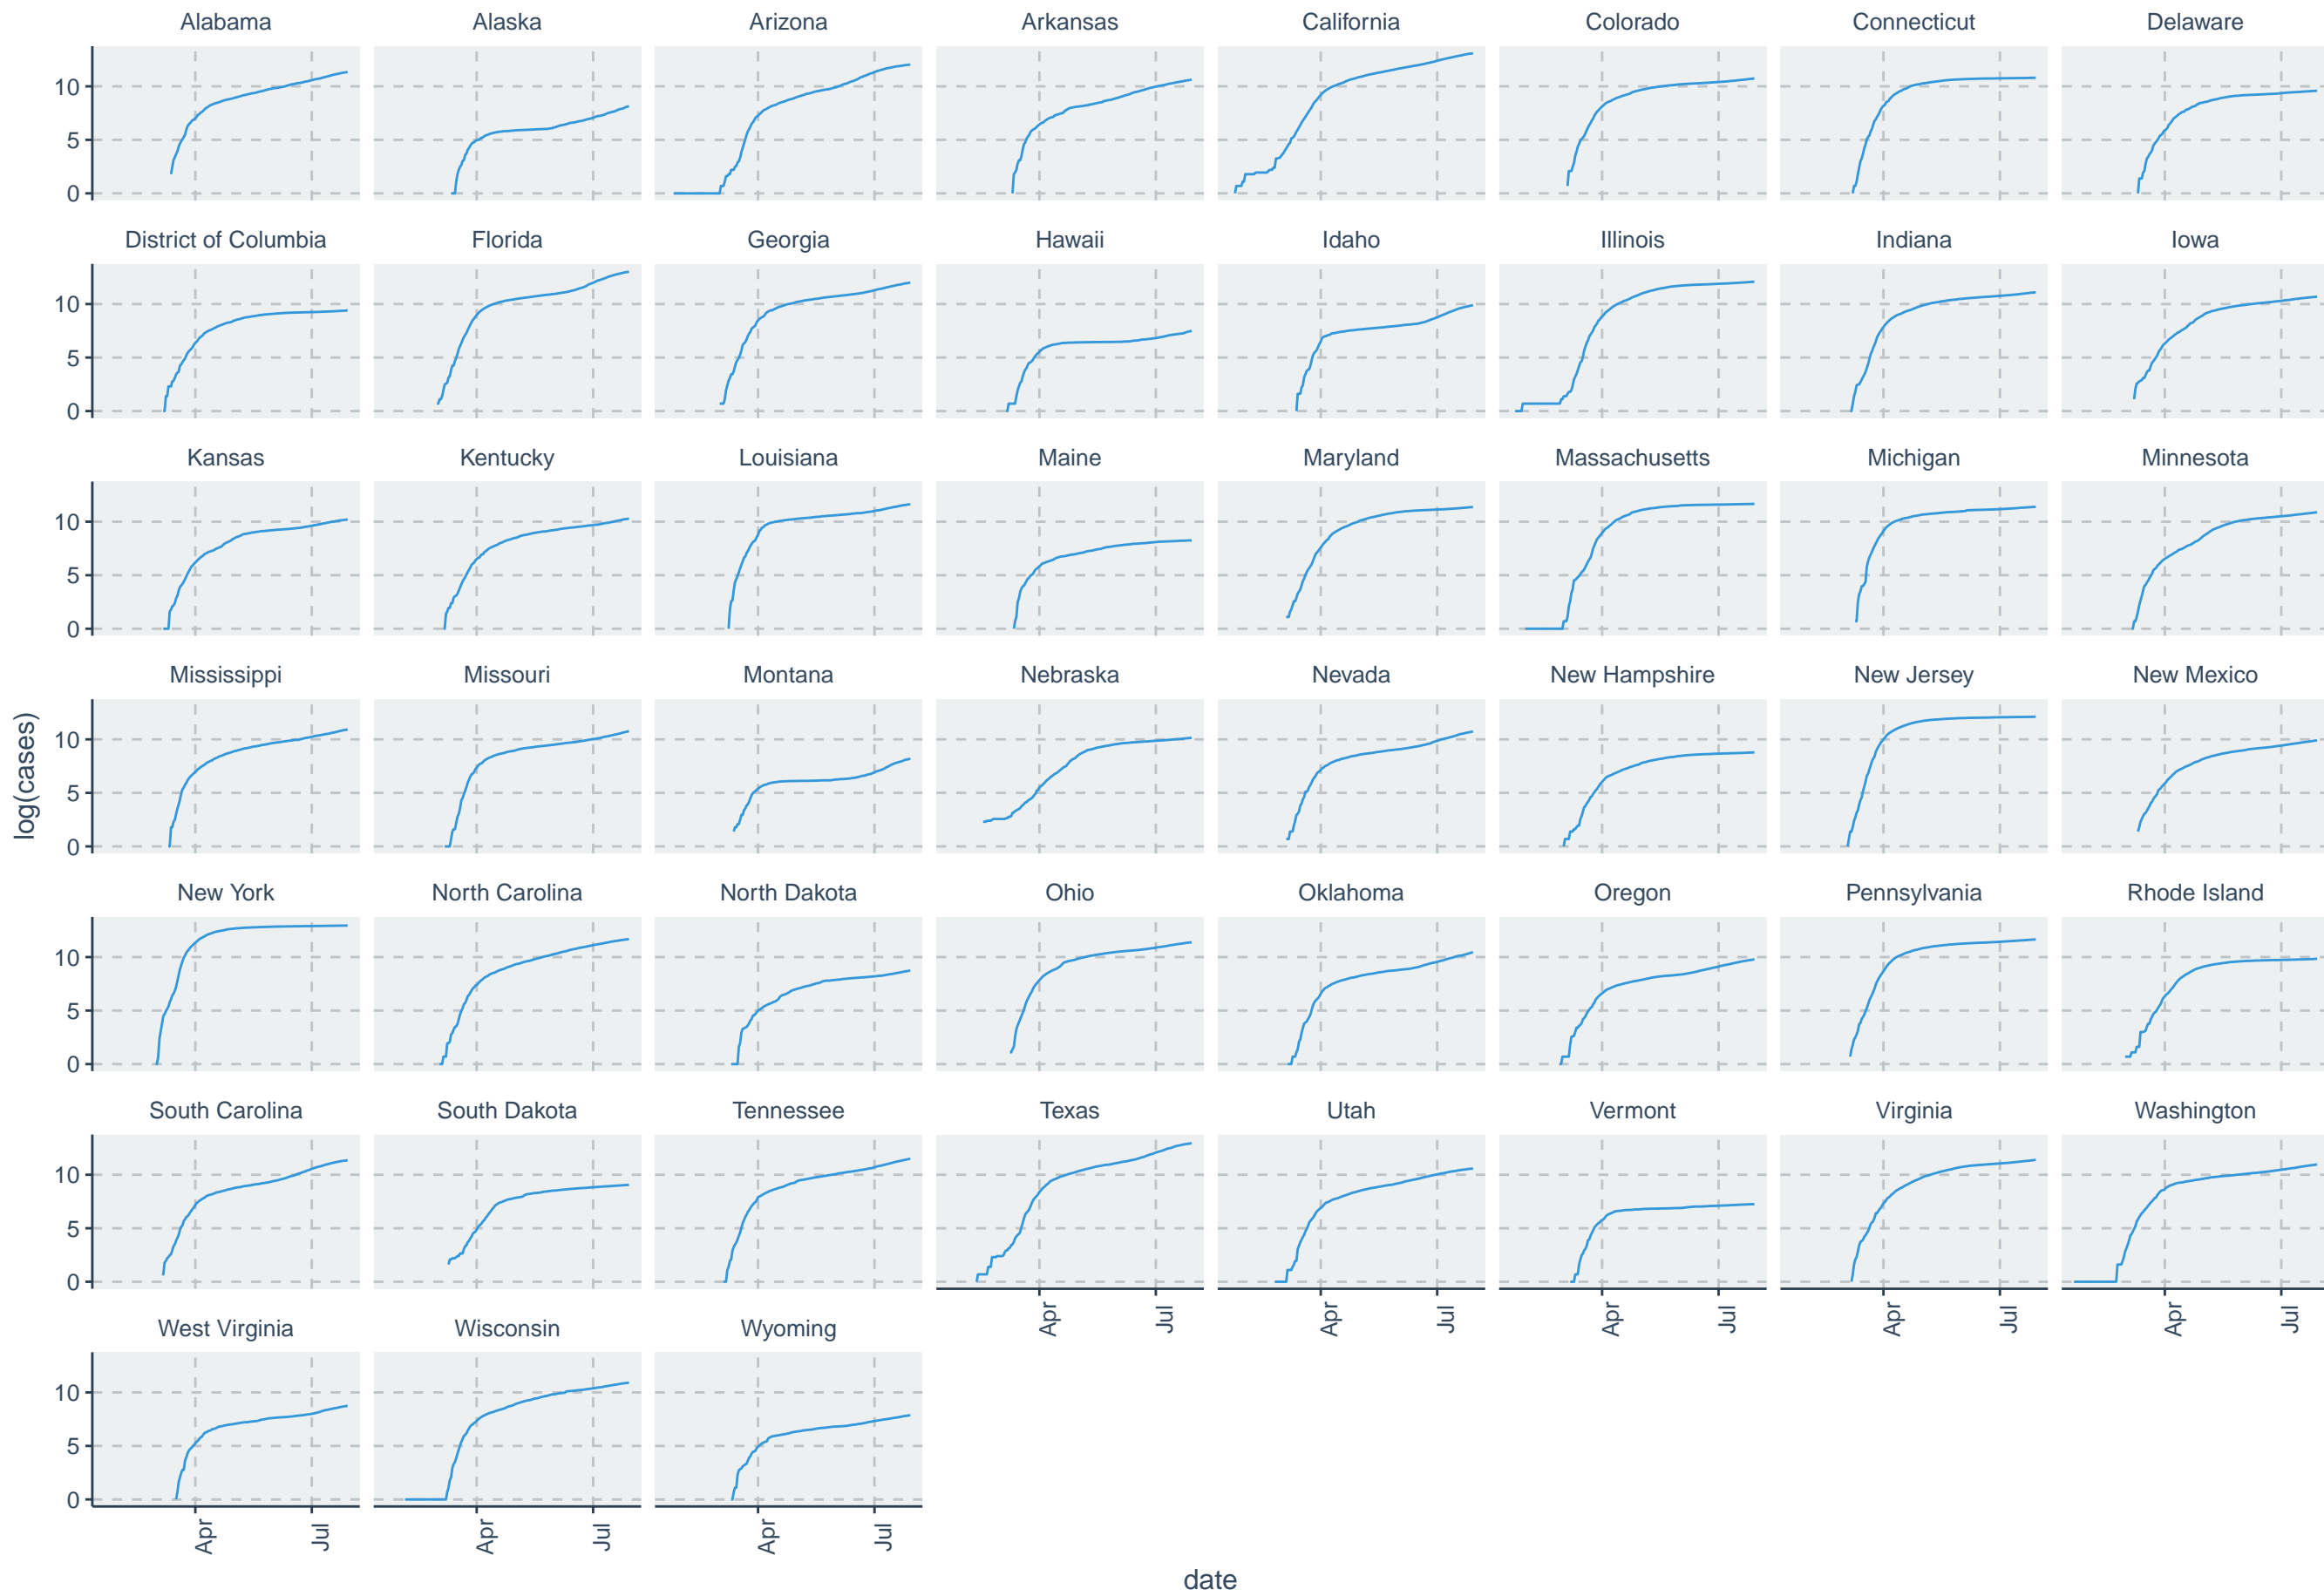 Alabama Alaska Arizona Arkansas California Colorado Connecticut Delaware
10
5
0
District of Columbia Florida Georgia Hawaii Idaho Illinois Indiana Iowa
10
5
0
Kansas Kentucky Louisiana Maine Maryland Massachusetts Michigan Minnesota
10
5
0
Mississippi Missouri Montana Nebraska Nevada New Hampshire New Jersey New Mexico
10
5
0
log(cases)
New York North Carolina North Dakota Ohio Oklahoma Oregon Pennsylvania Rhode Island
10
5
0
South Carolina South Dakota Tennessee Texas Utah Vermont Virginia Washington
10
5
0
Apr Jul Apr Jul Apr Jul Apr Jul Apr Jul
West Virginia Wisconsin Wyoming
10
5
0
Apr Jul Apr Jul Apr Jul
date